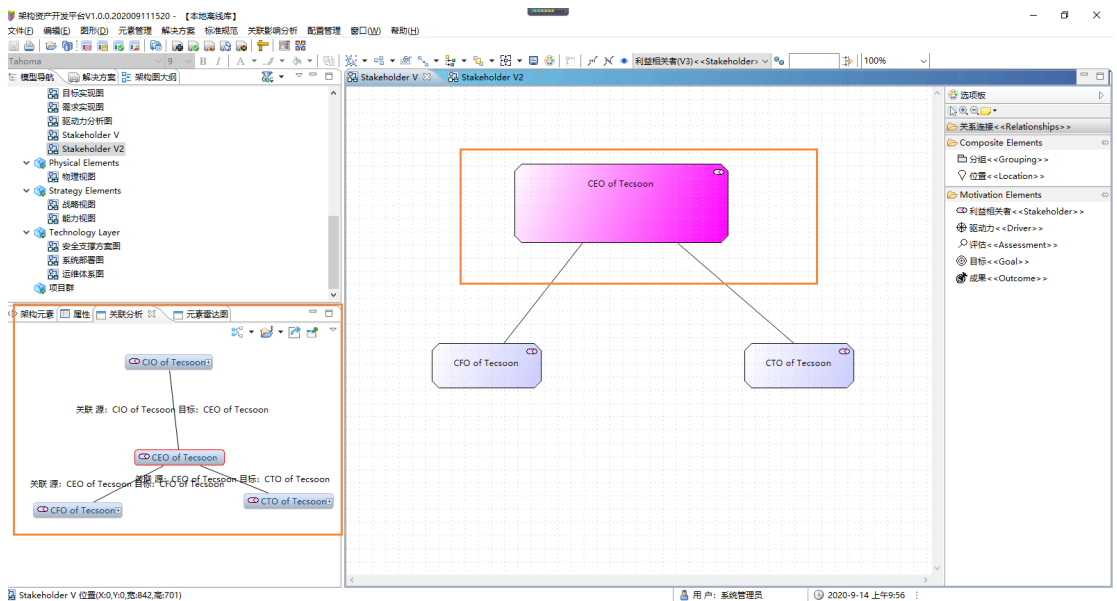 架构资产开发平台V1.0.0.202009111520 - 【本地离线库】
文件(F) 编辑(E) 图形(D) 元素管理 解决方案 标准规范 关联影响分析 配置管理 窗口(W) 帮助(H)
Tahoma 9 B I A 利益相关者(V3)<<Stakeholder> 100%
模型导航 解决方案 架构图大纲
目标实现图
需求实现图
驱动力分析图
Stakeholder V
Stakeholder V2
Physical Elements
物理视图
Strategy Elements
战略视图
能力视图
Technology Layer
安全支撑方案图
系统部署图
运维体系图
项目群
架构元素 属性 关联分析 元素雷达图
CIO of Tecsoon
关联 源：CIO of Tecsoon 目标：CEO of Tecsoon
CEO of Tecsoon
关联 源：CEO of Tecsoon 目标：CTO of Tecsoon
关联 源：CEO of Tecsoon 目标：CFO of Tecsoon
CTO of Tecsoon
CFO of Tecsoon
Stakeholder V Stakeholder V2
CEO of Tecsoon
CFO of Tecsoon
CTO of Tecsoon
选项板
关系连接<<Relationships>>
Composite Elements
分组<<Grouping>>
位置<<Location>>
Motivation Elements
利益相关者<<Stakeholder>>
驱动力<<Driver>>
评估<<Assessment>>
目标<<Goal>>
成果<<Outcome>>
Stakeholder V 位置(X:0,Y:0,宽:842,高:701)
用户：系统管理员
2020-9-14 上午9:56